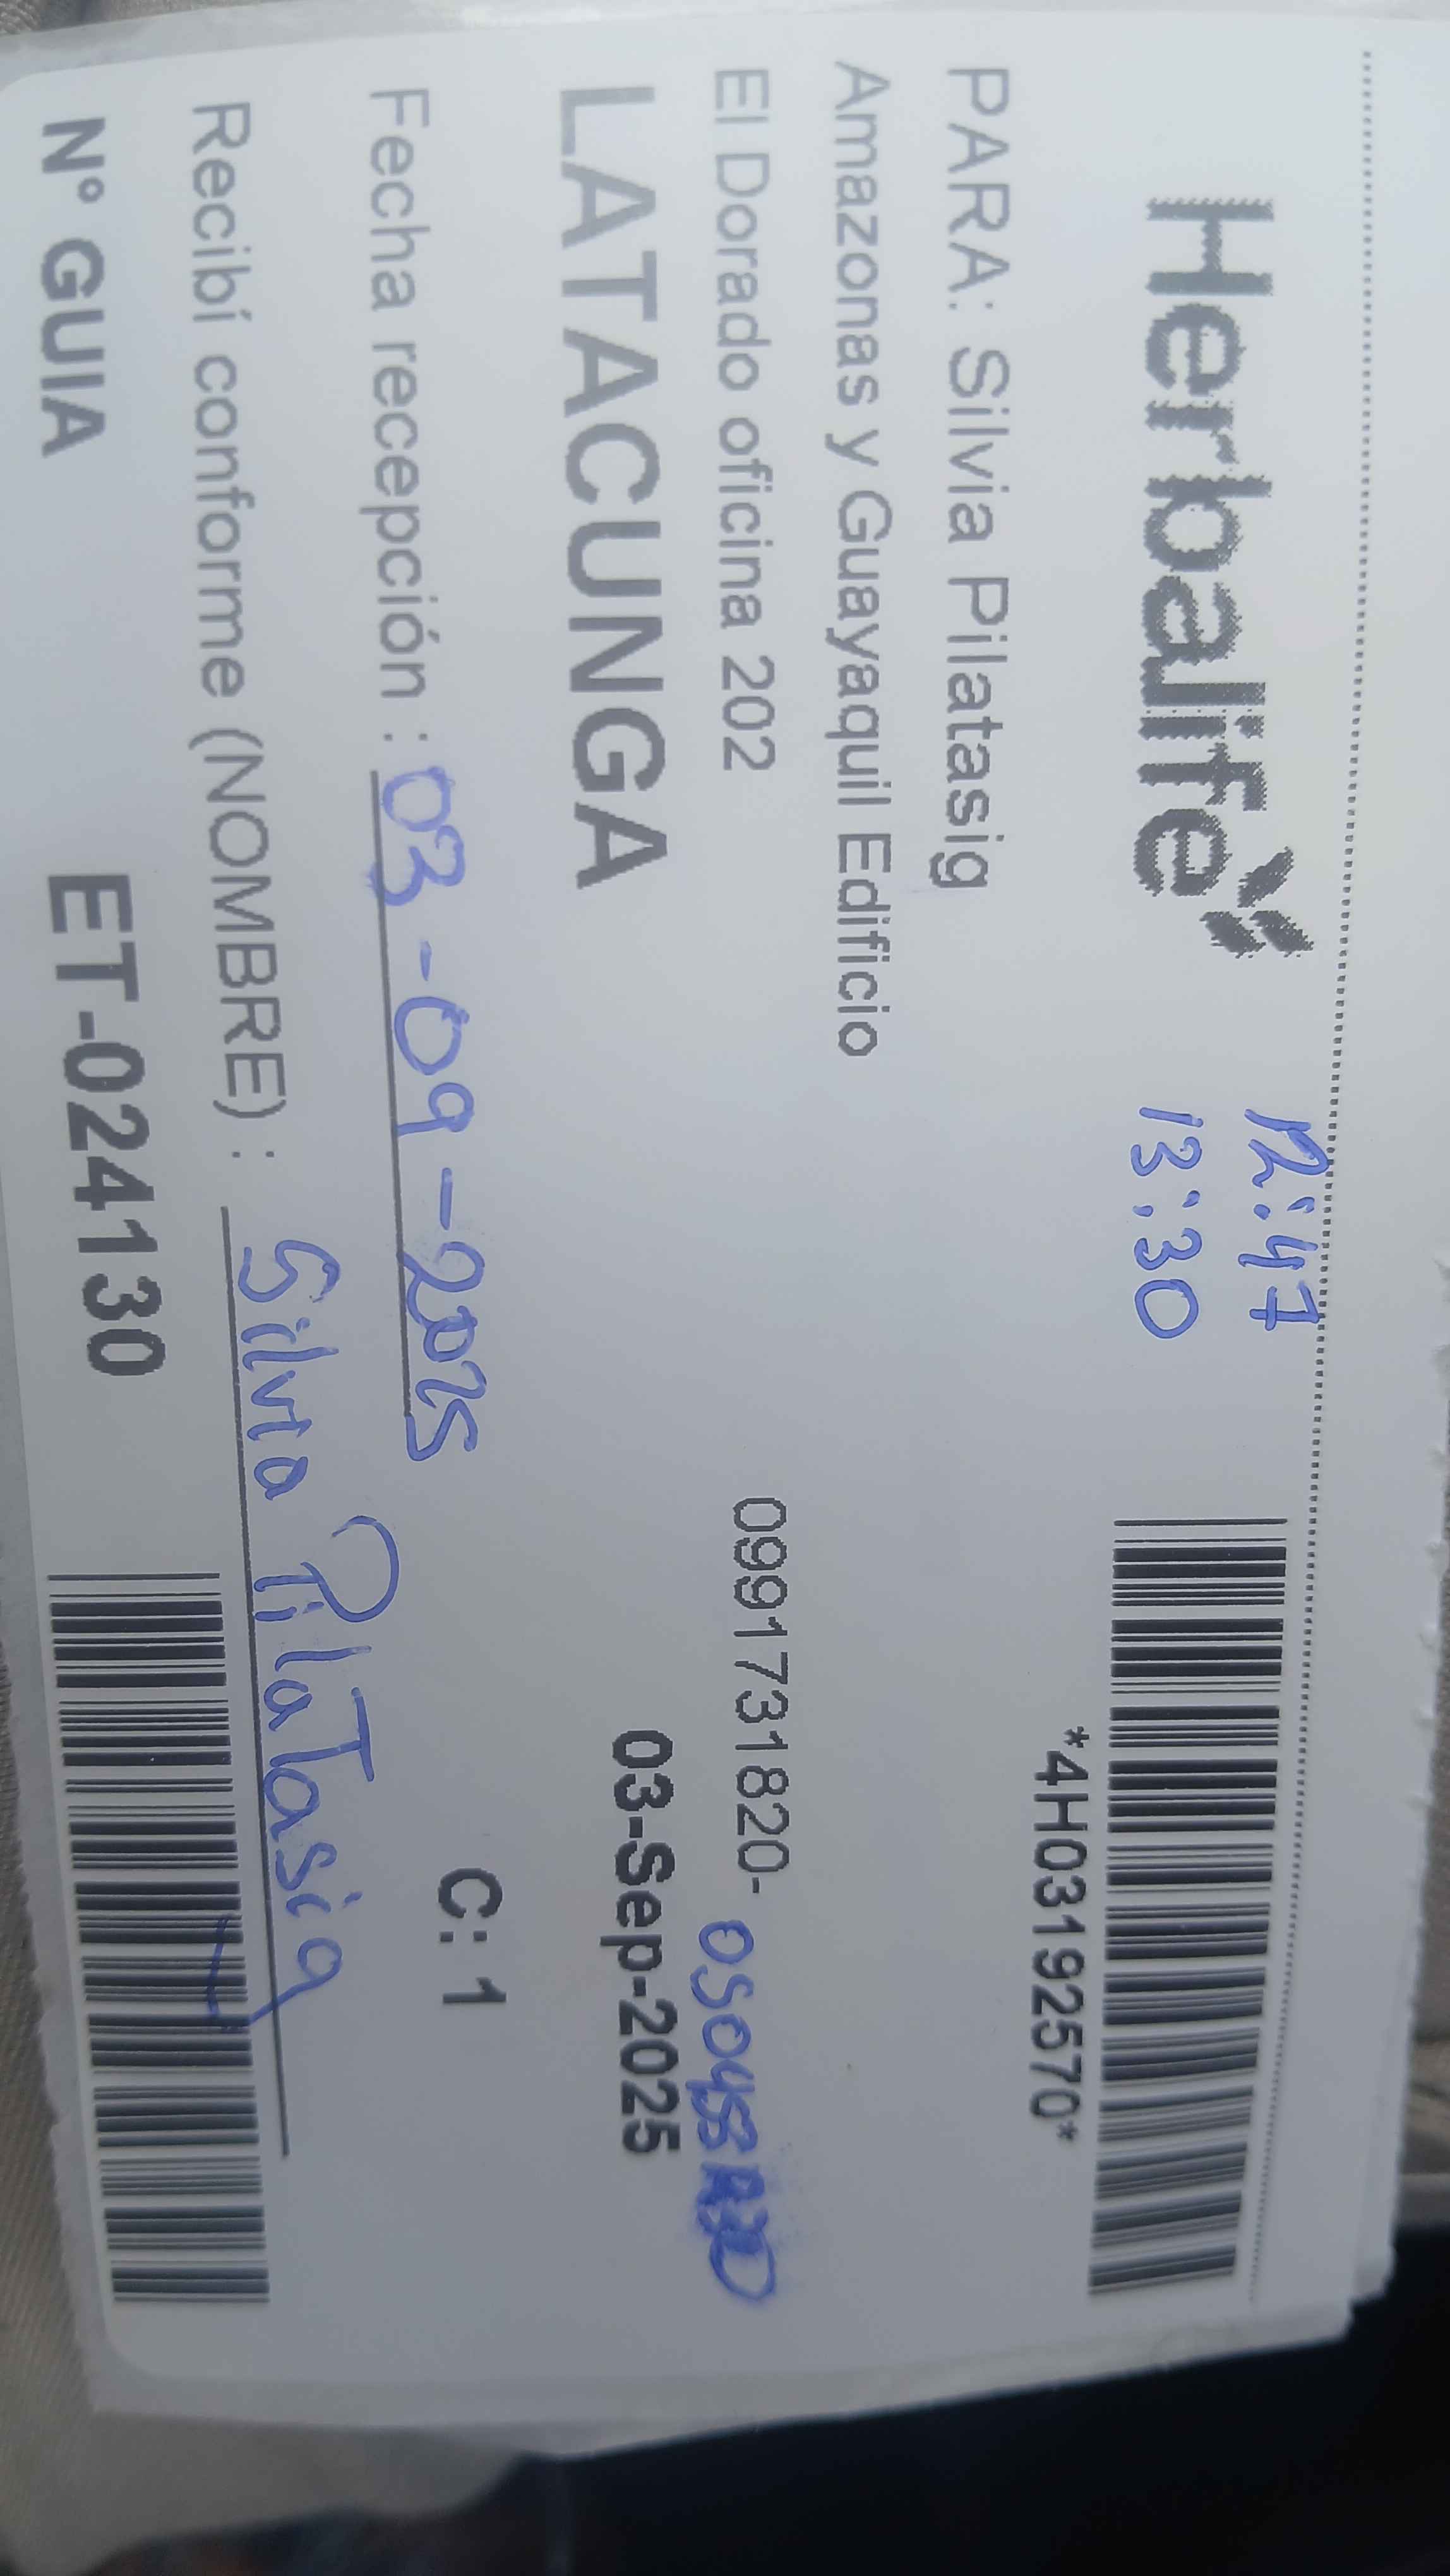 Herbalife
12:47
13:30
*4H03192570*
PARA: Silvia Pilatasig
Amazonas y Guayaquil Edificio
El Dorado oficina 202
0991731820-
LATACUNGA
03-Sep-2025
C: 1
Fecha recepción : 03-09-2025
Recibí conforme (NOMBRE) : Silvia Pilatasig
N° GUIA ET-024130